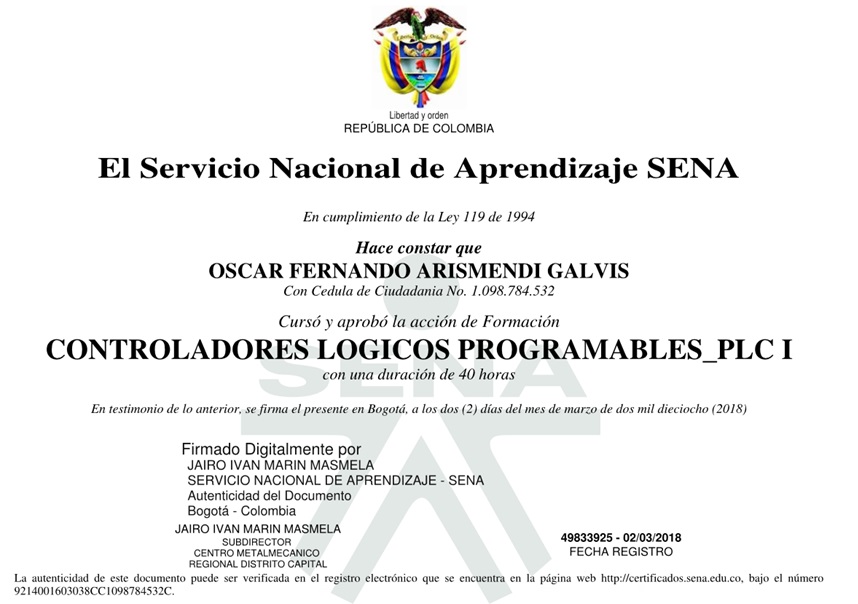 Libertad y orden
REPÚBLICA DE COLOMBIA
El Servicio Nacional de Aprendizaje SENA
En cumplimiento de la Ley 119 de 1994
Hace constar que
OSCAR FERNANDO ARISMENDI GALVIS
Con Cedula de Ciudadania No. 1.098.784.532
Cursó y aprobó la acción de Formación
CONTROLADORES LOGICOS PROGRAMABLES_PLC I
con una duración de 40 horas
SENA
En testimonio de lo anterior, se firma el presente en Bogotá, a los dos (2) días del mes de marzo de dos mil dieciocho (2018)
Firmado Digitalmente por
JAIRO IVAN MARIN MASMELA
SERVICIO NACIONAL DE APRENDIZAJE - SENA
Autenticidad del Documento
Bogotá - Colombia
JAIRO IVAN MARIN MASMELA
SUBDIRECTOR
CENTRO METALMECANICO
REGIONAL DISTRITO CAPITAL
49833925 - 02/03/2018
FECHA REGISTRO
La autenticidad de este documento puede ser verificada en el registro electrónico que se encuentra en la página web http://certificados.sena.edu.co, bajo el número
9214001603038CC1098784532C.